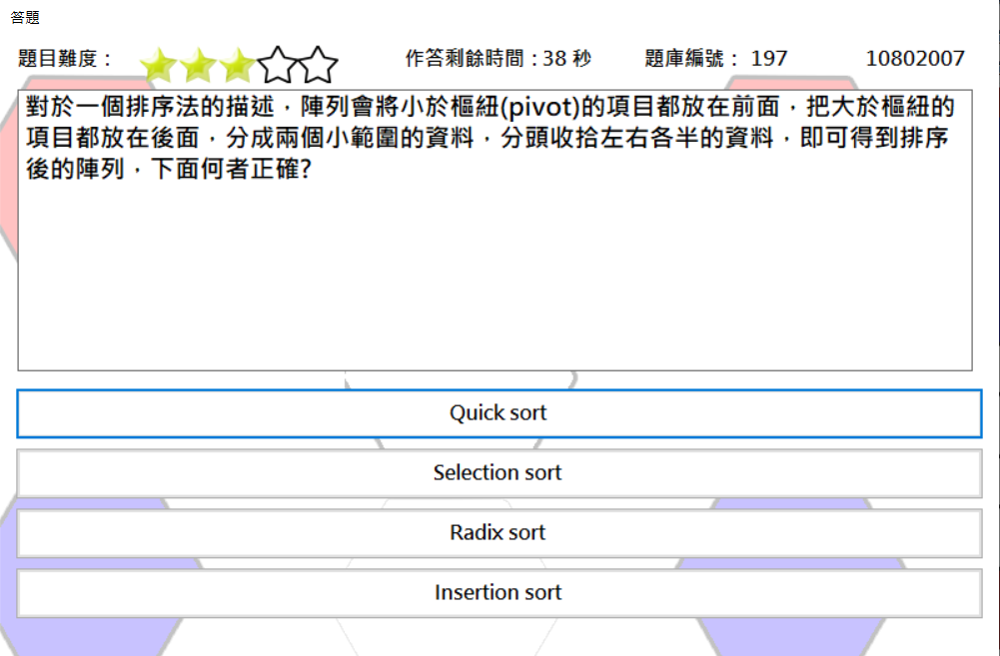 答題
題目難度： 作答剩餘時間：38 秒 題庫編號： 197 10802007
對於一個排序法的描述，陣列會將小於樞紐(pivot)的項目都放在前面，把大於樞紐的
項目都放在後面，分成兩個小範圍的資料，分頭收拾左右各半的資料，即可得到排序
後的陣列，下面何者正確?
Quick sort
Selection sort
Radix sort
Insertion sort